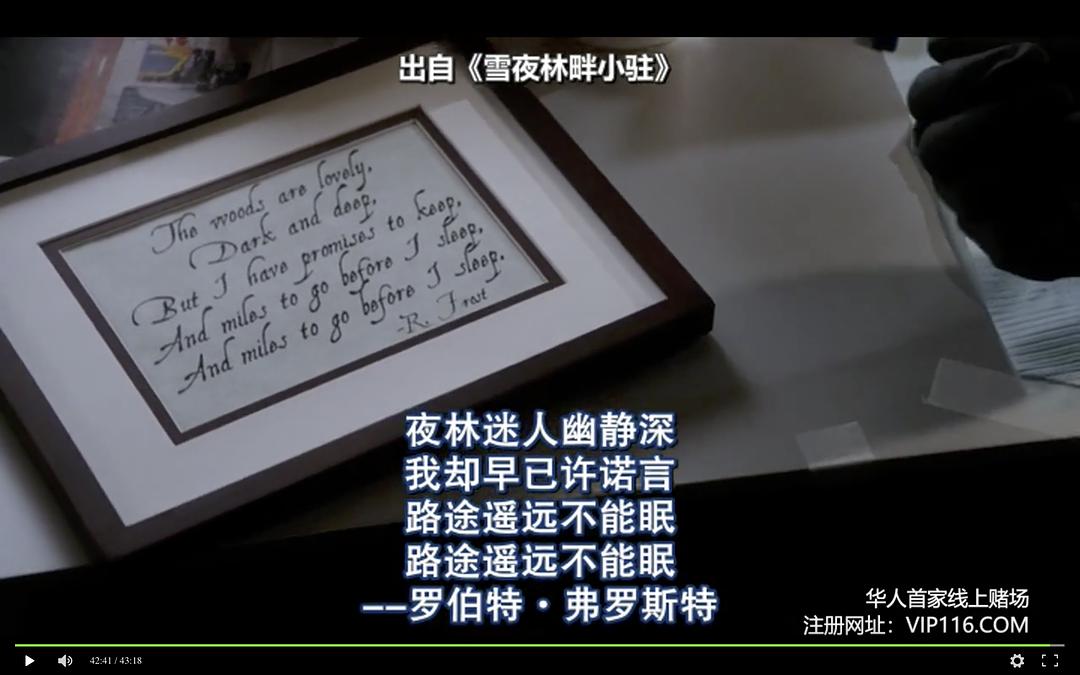 出自《雪夜林畔小驻》
The woods are lovely,
Dark and deep,
But I have promises to keep,
And miles to go before I sleep,
And miles to go before I sleep.
-R. Frost
夜林迷人幽静深
我却早已许诺言
路途遥远不能眠
路途遥远不能眠
--罗伯特·弗罗斯特
华人首家线上赌场
注册网址：VIP116.COM
42:41 / 43:18